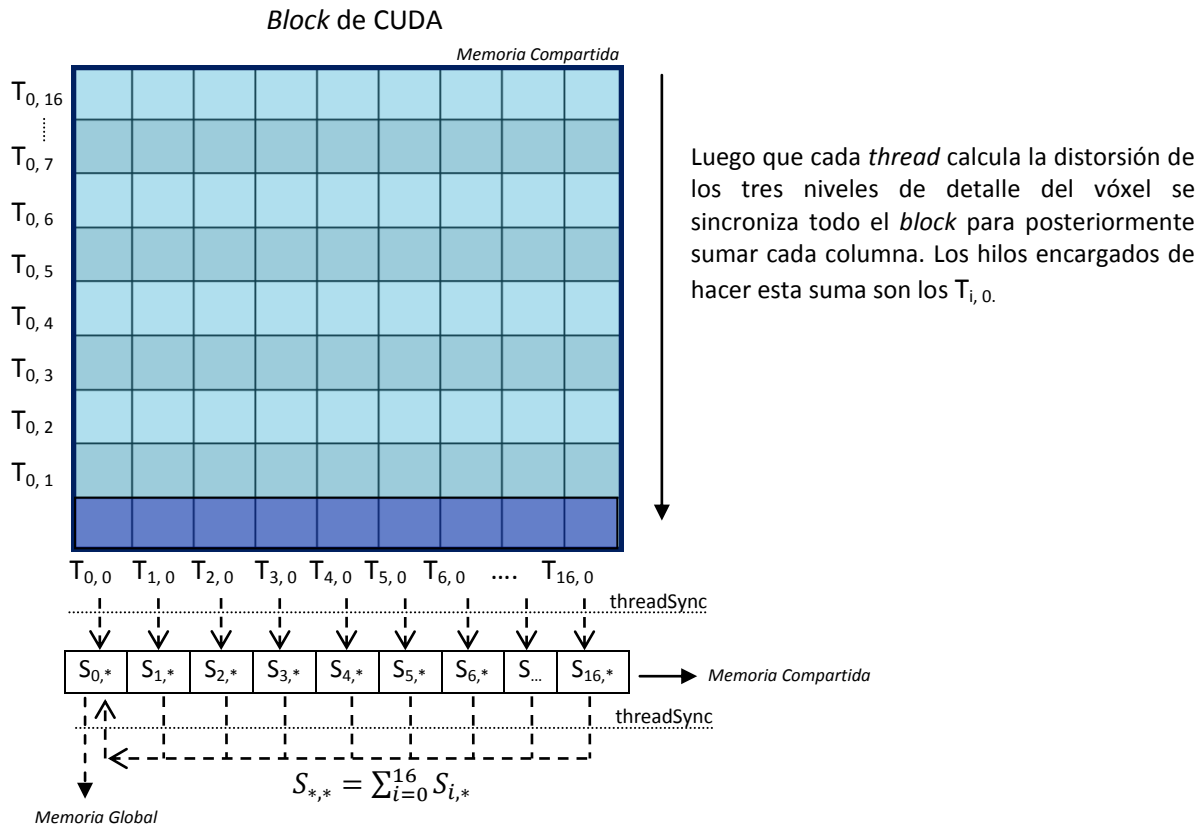 Block de CUDA
Memoria Compartida
T0, 16
T0, 7
T0, 6
T0, 5
T0, 4
T0, 3
T0, 2
T0, 1
Luego que cada thread calcula la distorsión de
los tres niveles de detalle del vóxel se
sincroniza todo el block para posteriormente
sumar cada columna. Los hilos encargados de
hacer esta suma son los Ti, 0.
T0, 0 T1, 0 T2, 0 T3, 0 T4, 0 T5, 0 T6, 0 .... T16, 0
threadSync
S0,* S1,* S2,* S3,* S4,* S5,* S6,* S... S16,*
Memoria Compartida
threadSync
S*,* = ∑_{i=0}^{16} Si,*
Memoria Global